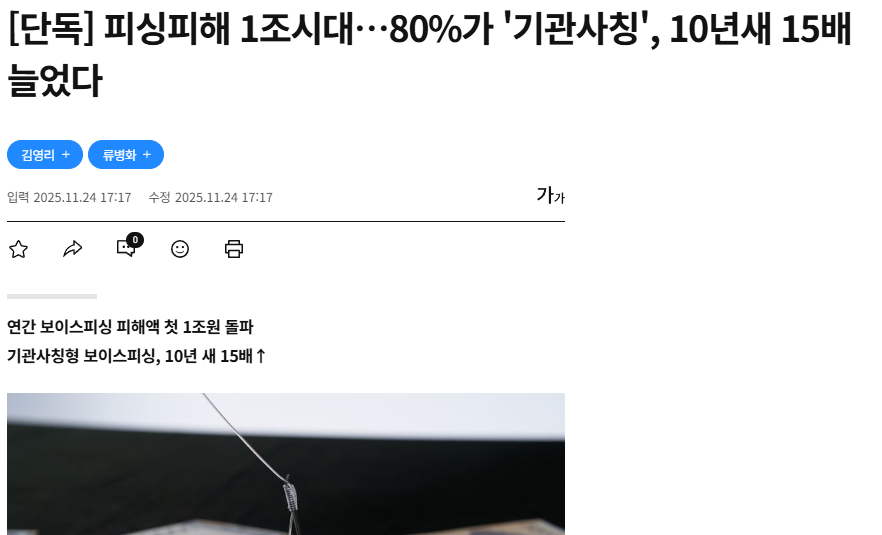 [단독] 피싱피해 1조시대…80%가 '기관사칭', 10년새 15배
늘었다
김영리 +
류병화 +
입력 2025.11.24 17:17 수정 2025.11.24 17:17
가가
0
연간 보이스피싱 피해액 첫 1조원 돌파
기관사칭형 보이스피싱, 10년 새 15배↑